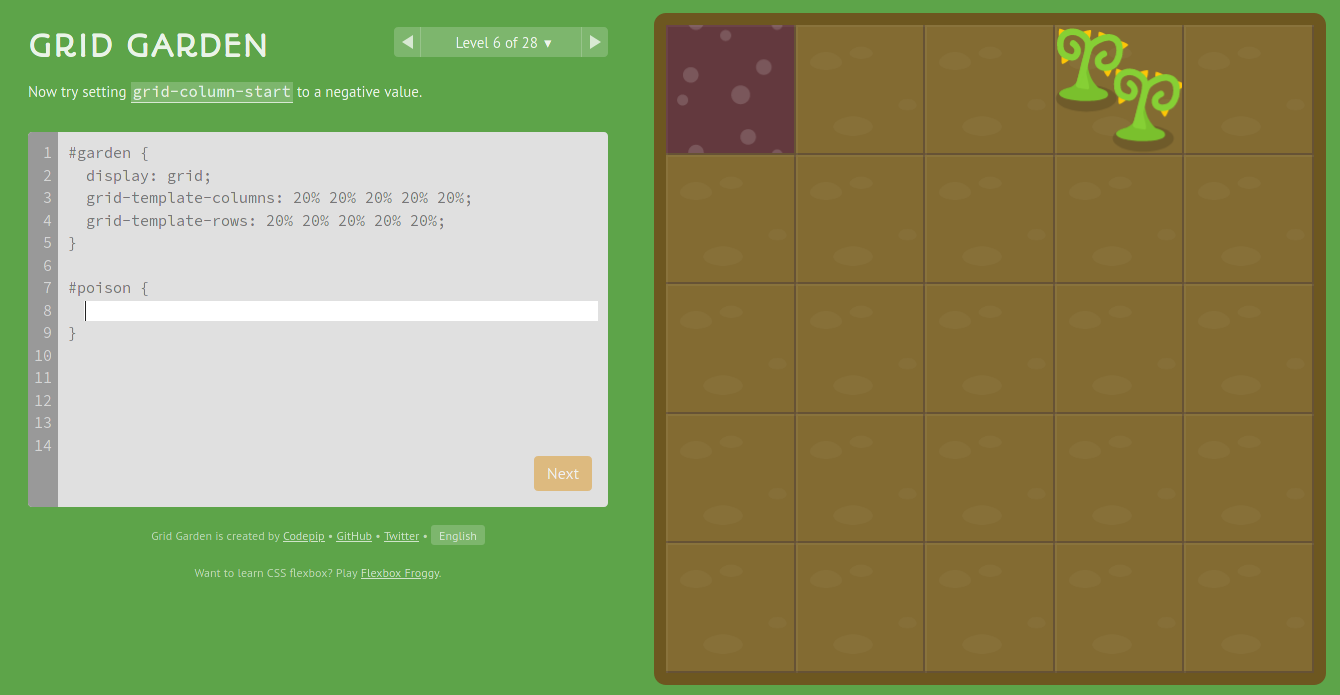 GRID GARDEN
◀ Level 6 of 28 ▾ ▶
Now try setting grid-column-start to a negative value.
1 #garden {
2 display: grid;
3 grid-template-columns: 20% 20% 20% 20% 20%;
4 grid-template-rows: 20% 20% 20% 20% 20%;
5 }
6
7 #poison {
8
9 }
10
11
12
13
14
Next
Grid Garden is created by Codepip • GitHub • Twitter • English
Want to learn CSS flexbox? Play Flexbox Froggy.